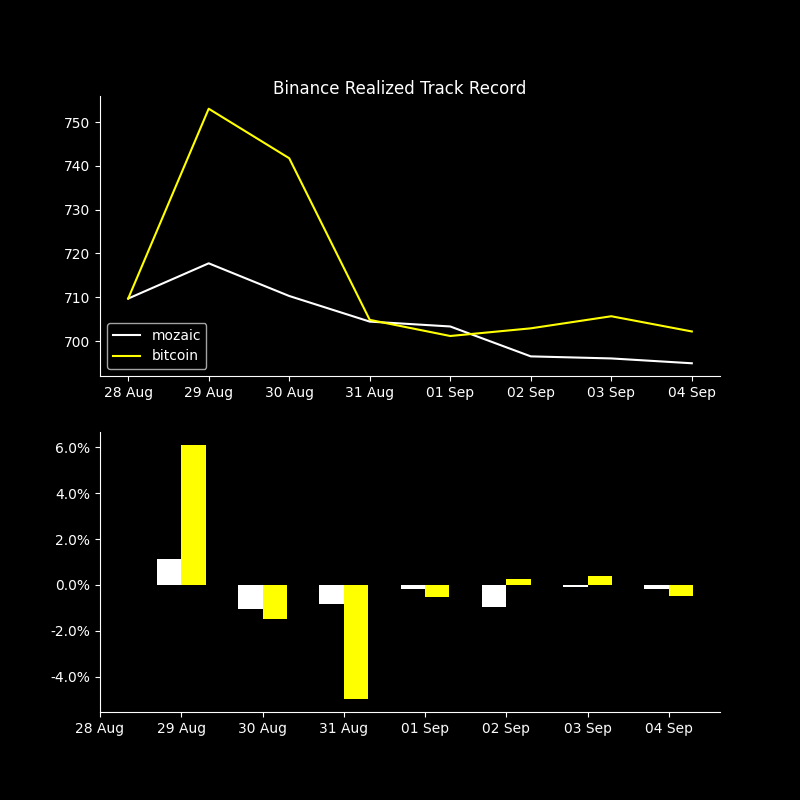 Binance Realized Track Record
750
740
730
720
710
700
mozaic
bitcoin
28 Aug 29 Aug 30 Aug 31 Aug 01 Sep 02 Sep 03 Sep 04 Sep
6.0%
4.0%
2.0%
0.0%
-2.0%
-4.0%
28 Aug 29 Aug 30 Aug 31 Aug 01 Sep 02 Sep 03 Sep 04 Sep